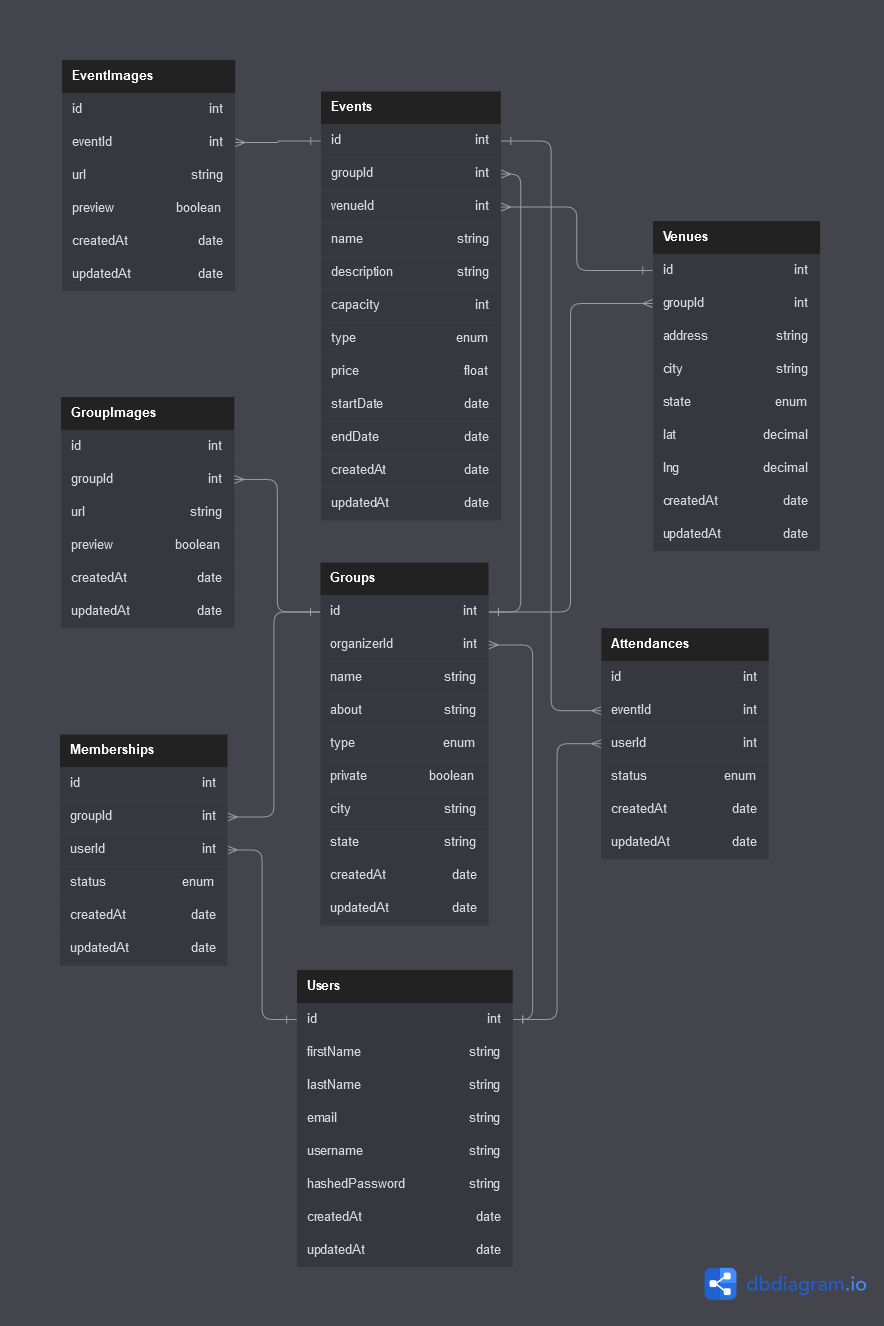 EventImages
id int
eventId int
url string
preview boolean
createdAt date
updatedAt date
Events
id int
groupId int
venueId int
name string
description string
capacity int
type enum
price float
startDate date
endDate date
createdAt date
updatedAt date
Venues
id int
groupId int
address string
city string
state enum
lat decimal
lng decimal
createdAt date
updatedAt date
GroupImages
id int
groupId int
url string
preview boolean
createdAt date
updatedAt date
Groups
id int
organizerId int
name string
about string
type enum
private boolean
city string
state string
createdAt date
updatedAt date
Attendances
id int
eventId int
userId int
status enum
createdAt date
updatedAt date
Memberships
id int
groupId int
userId int
status enum
createdAt date
updatedAt date
Users
id int
firstName string
lastName string
email string
username string
hashedPassword string
createdAt date
updatedAt date
dbdiagram.io